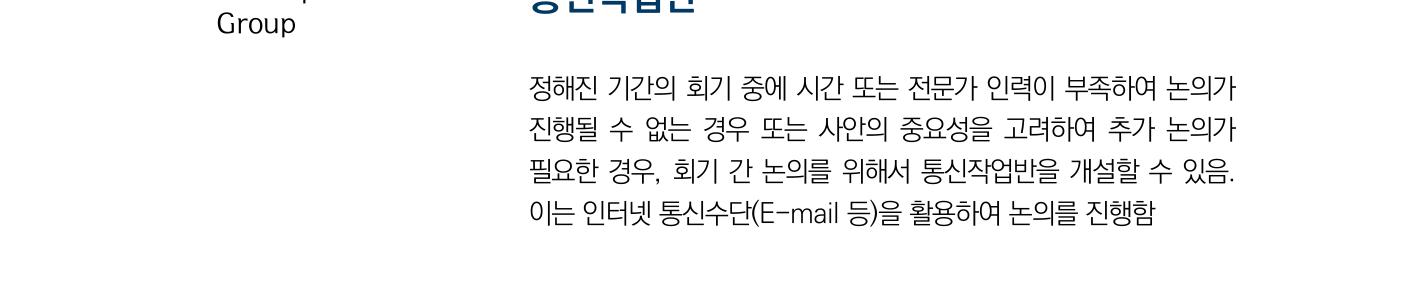 Group
정해진 기간의 회기 중에 시간 또는 전문가 인력이 부족하여 논의가
진행될 수 없는 경우 또는 사안의 중요성을 고려하여 추가 논의가
필요한 경우, 회기 간 논의를 위해서 통신작업반을 개설할 수 있음.
이는 인터넷 통신수단(E-mail 등)을 활용하여 논의를 진행함